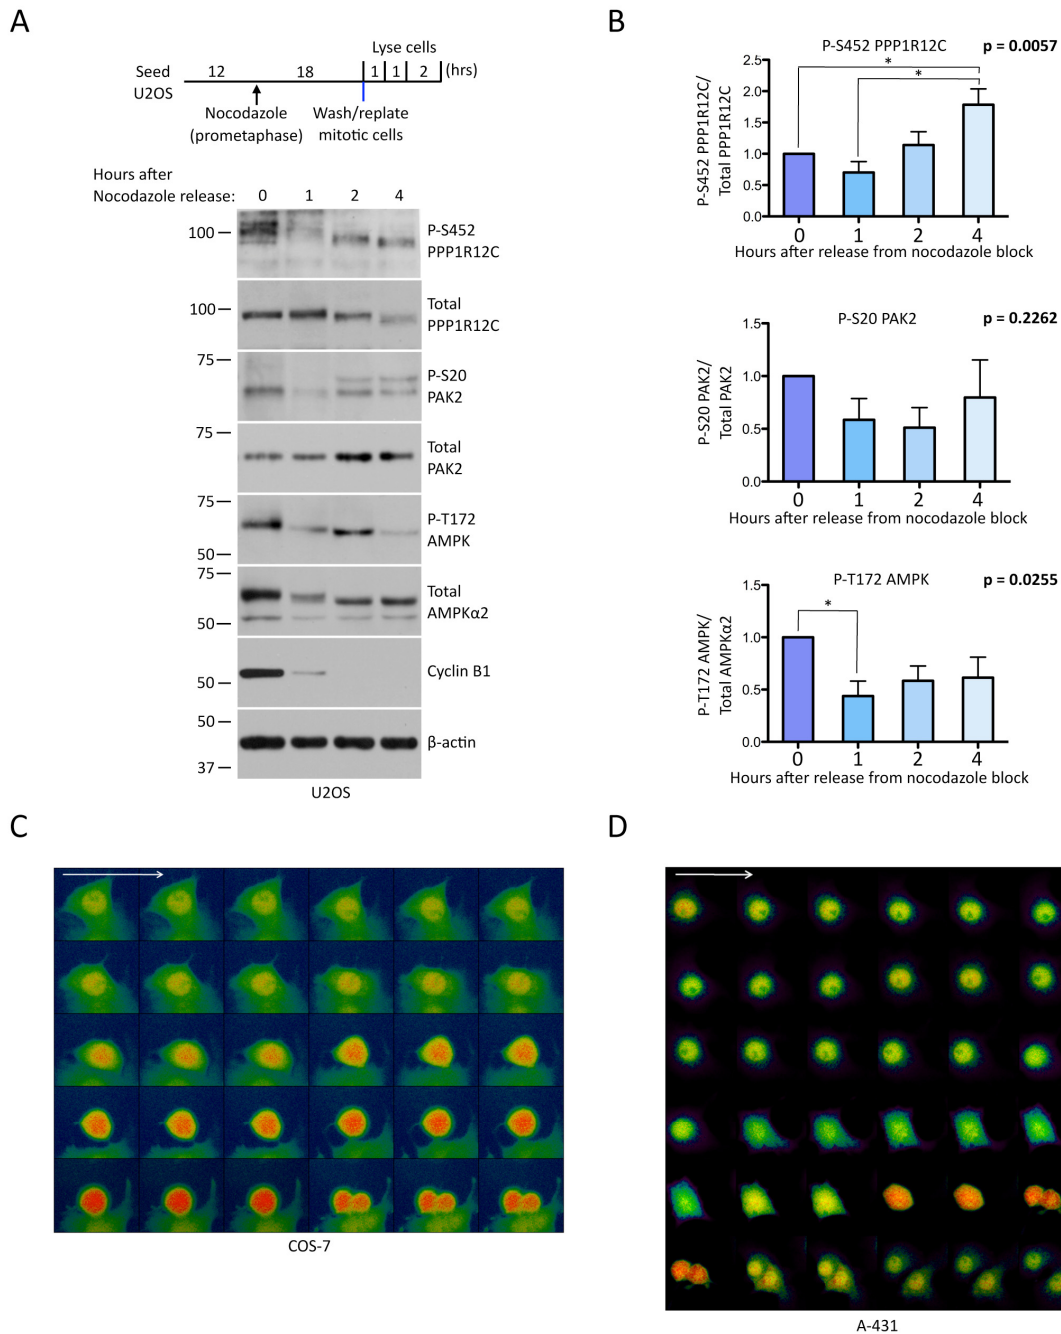 A
Lyse cells
Seed
U2OS
12
18
1
1
2
(hrs)
Nocodazole
(prometaphase)
Wash/replate
mitotic cells
Hours after
Nocodazole release:
0
1
2
4
100
P-S452
PPP1R12C
100
Total
PPP1R12C
75
P-S20
PAK2
75
Total
PAK2
75
50
P-T172
AMPK
75
50
Total
AMPKα2
50
Cyclin B1
50
37
β-actin
U2OS
B
P-S452 PPP1R12C
p = 0.0057
P-S452 PPP1R12C/
Total PPP1R12C
2.5
2.0
1.5
1.0
0.5
0.0
*
*
0 1 2 4
Hours after release from nocodazole block
P-S20 PAK2
p = 0.2262
P-S20 PAK2/
Total PAK2
1.5
1.0
0.5
0.0
0 1 2 4
Hours after release from nocodazole block
P-T172 AMPK
p = 0.0255
P-T172 AMPK/
Total AMPKα2
1.5
1.0
0.5
0.0
*
0 1 2 4
Hours after release from nocodazole block
C
COS-7
D
A-431